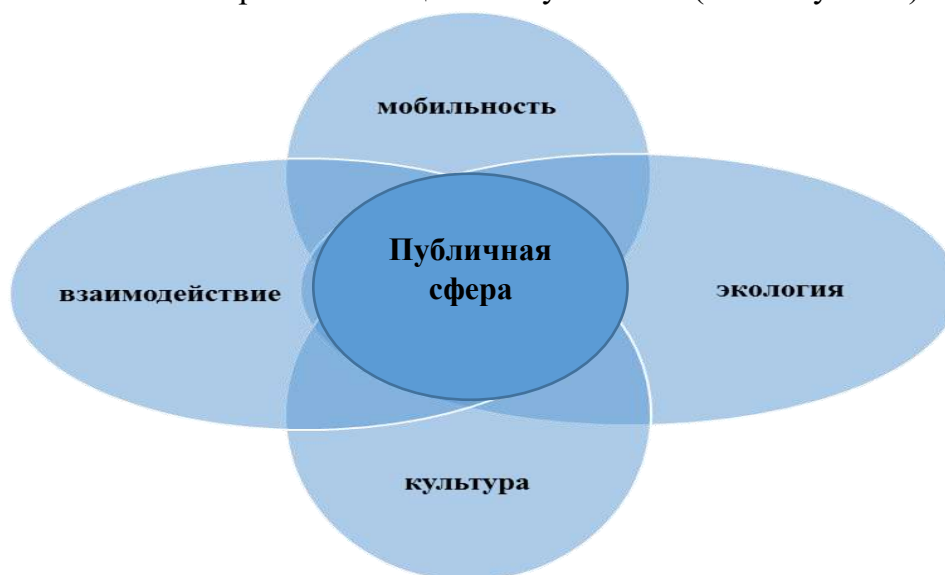 мобильность
Публичная
сфера
взаимодействие
экология
культура